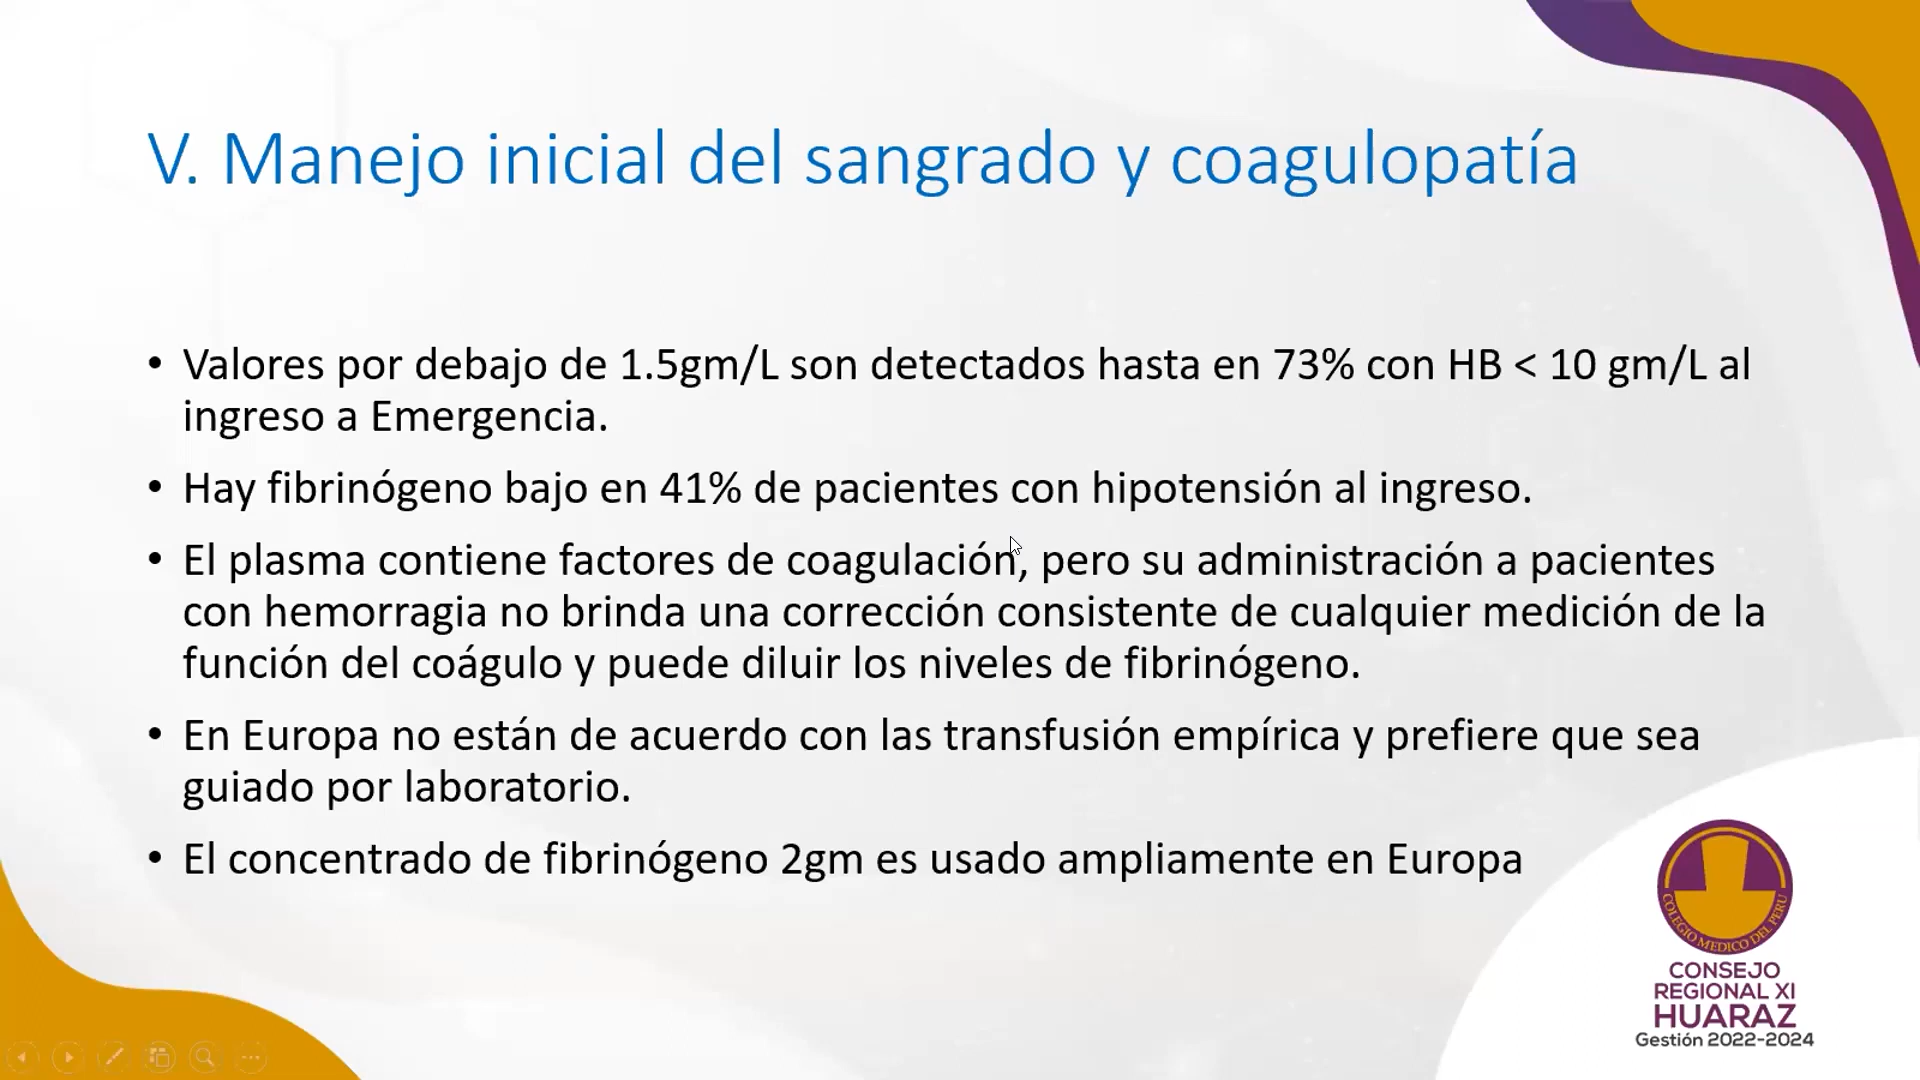 V. Manejo inicial del sangrado y coagulopatía
• Valores por debajo de 1.5gm/L son detectados hasta en 73% con HB < 10 gm/L al
ingreso a Emergencia.
• Hay fibrinógeno bajo en 41% de pacientes con hipotensión al ingreso.
• El plasma contiene factores de coagulación, pero su administración a pacientes
con hemorragia no brinda una corrección consistente de cualquier medición de la
función del coágulo y puede diluir los niveles de fibrinógeno.
• En Europa no están de acuerdo con las transfusión empírica y prefiere que sea
guiado por laboratorio.
• El concentrado de fibrinógeno 2gm es usado ampliamente en Europa
COLEGIO MEDICO DEL PERU
CONSEJO
REGIONAL XI
HUARAZ
Gestión 2022-2024